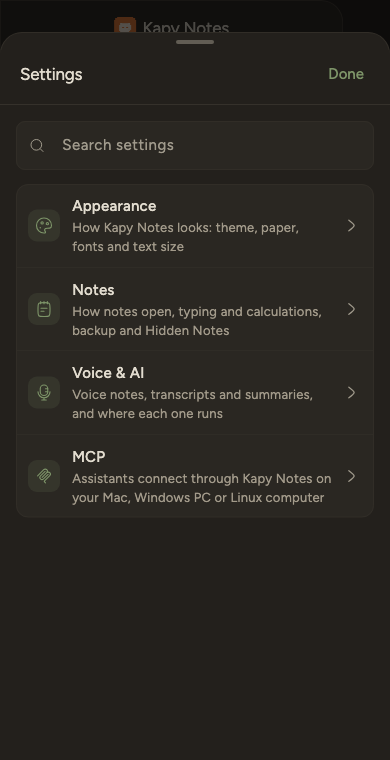 Kapy Notes
Settings
Done
Search settings
Appearance
How Kapy Notes looks: theme, paper,
fonts and text size
Notes
How notes open, typing and calculations,
backup and Hidden Notes
Voice & AI
Voice notes, transcripts and summaries,
and where each one runs
MCP
Assistants connect through Kapy Notes on
your Mac, Windows PC or Linux computer